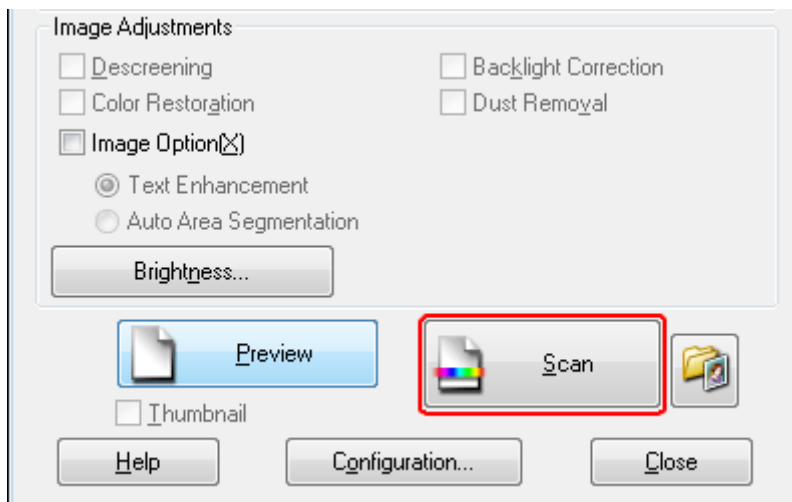 Image Adjustments
Descreening Backlight Correction
Color Restoration Dust Removal
Image Option(X)
Text Enhancement
Auto Area Segmentation
Brightness...
Preview Scan
Thumbnail
Help Configuration... Close